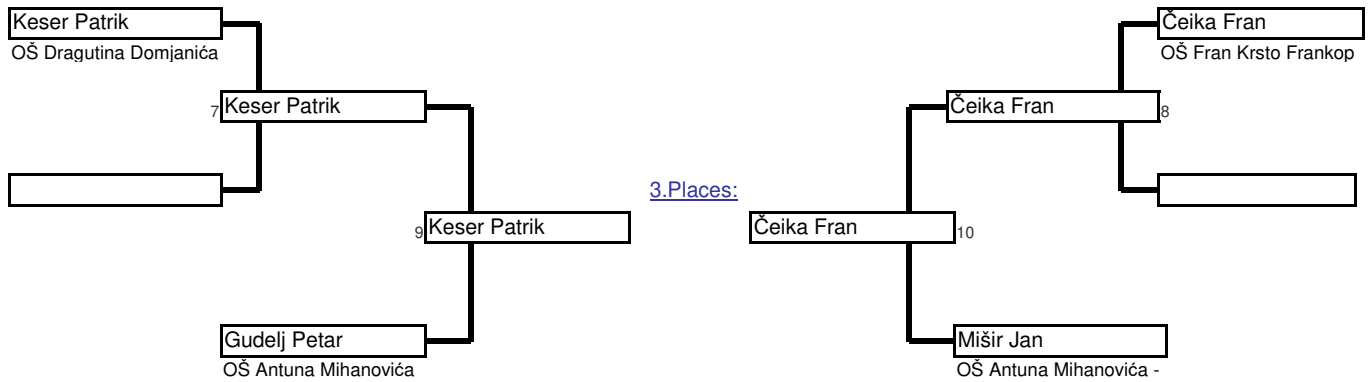 Keser Patrik
OŠ Dragutina Domjanića
Čeika Fran
OŠ Fran Krsto Frankop
7 Keser Patrik
Čeika Fran 8
3.Places:
9 Keser Patrik
Čeika Fran 10
Gudelj Petar
OŠ Antuna Mihanovića
Mišir Jan
OŠ Antuna Mihanovića -